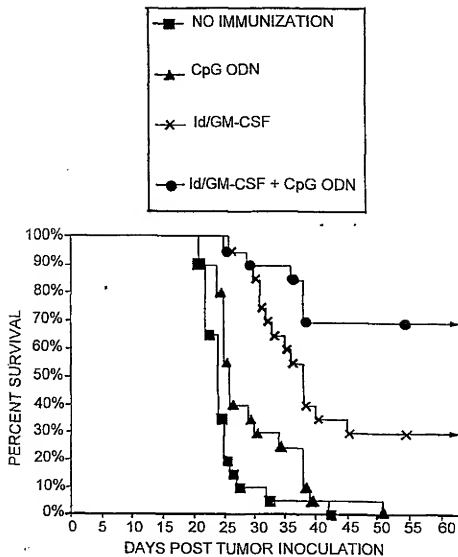 NO IMMUNIZATION
CpG ODN
Id/GM-CSF
Id/GM-CSF + CpG ODN
PERCENT SURVIVAL
100%
90%
80%
70%
60%
50%
40%
30%
20%
10%
0%
0 5 10 15 20 25 30 35 40 45 50 55 60
DAYS POST TUMOR INOCULATION